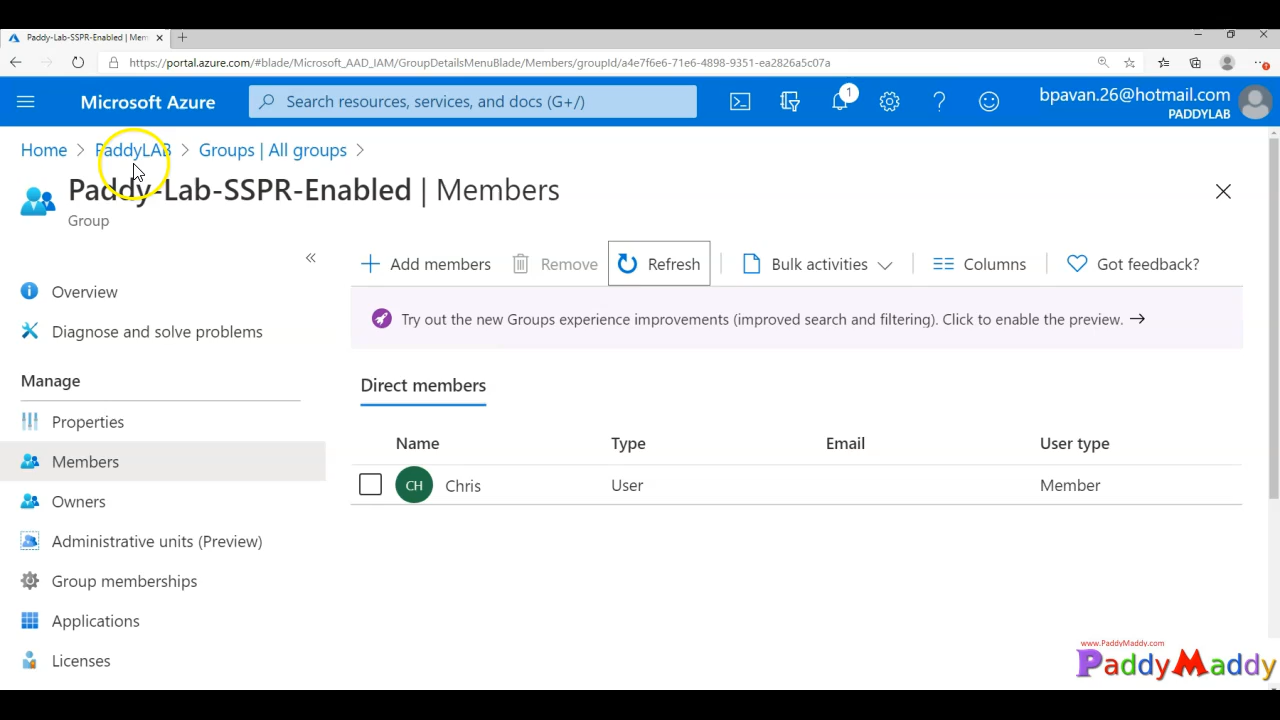 Paddy-Lab-SSPR-Enabled | Mem
https://portal.azure.com/#blade/Microsoft_AAD_IAM/GroupDetailsMenuBlade/Members/groupId/a4e7f6e6-71e6-4898-9351-ea2826a5c07a
Microsoft Azure
Search resources, services, and docs (G+/)
1
bpavan.26@hotmail.com
PADDYLAB
Home > PaddyLAB > Groups | All groups >
Paddy-Lab-SSPR-Enabled | Members
Group
«
Add members
Remove
Refresh
Bulk activities
Columns
Got feedback?
Overview
Diagnose and solve problems
Try out the new Groups experience improvements (improved search and filtering). Click to enable the preview. →
Manage
Direct members
Properties
Members
Owners
Administrative units (Preview)
Group memberships
Applications
Licenses
Name Type Email User type
CH Chris User Member
www.PaddyMaddy.com
PaddyMaddy